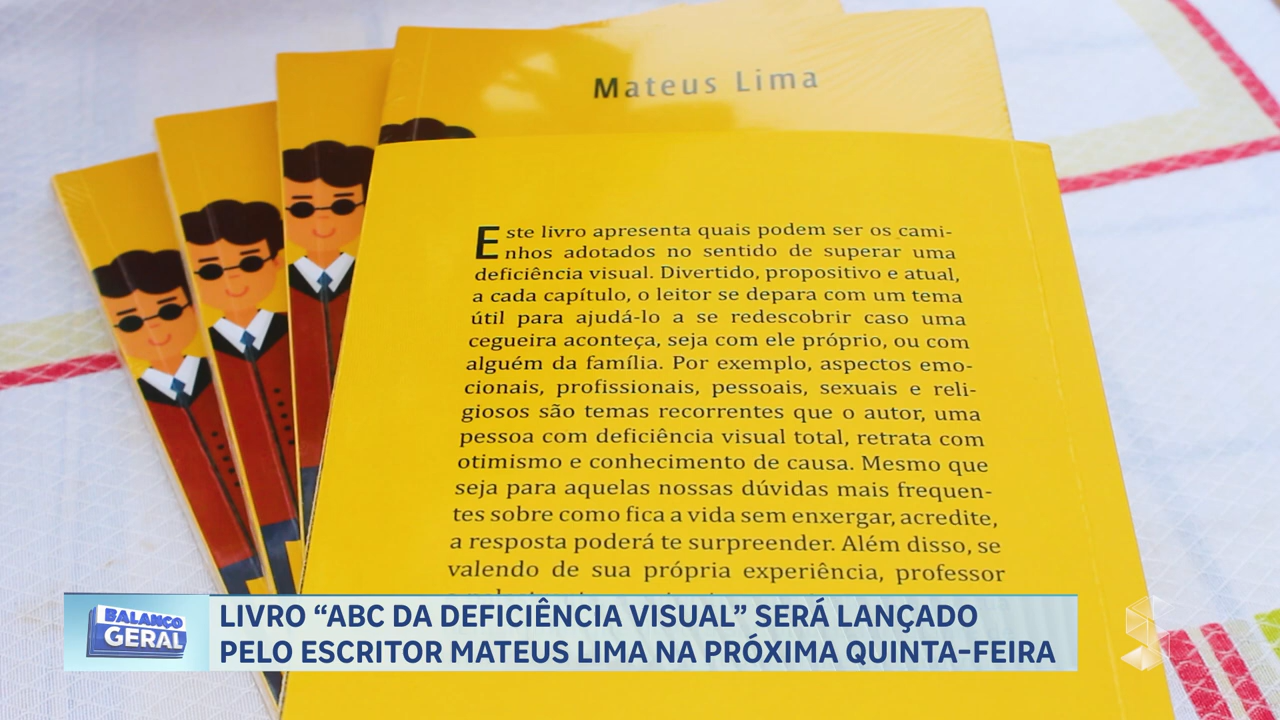 Mateus Lima
Este livro apresenta quais podem ser os cami-
nhos adotados no sentido de superar uma
deficiência visual. Divertido, propositivo e atual,
a cada capítulo, o leitor se depara com um tema
útil para ajudá-lo a se redescobrir caso uma
cegueira aconteça, seja com ele próprio, ou com
alguém da família. Por exemplo, aspectos emo-
cionais, profissionais, pessoais, sexuais e reli-
giosos são temas recorrentes que o autor, uma
pessoa com deficiência visual total, retrata com
otimismo e conhecimento de causa. Mesmo que
seja para aquelas nossas dúvidas mais frequen-
tes sobre como fica a vida sem enxergar, acredite,
a resposta poderá te surpreender. Além disso, se
valendo de sua própria experiência, professor
BALANÇO
GERAL
LIVRO “ABC DA DEFICIÊNCIA VISUAL” SERÁ LANÇADO
PELO ESCRITOR MATEUS LIMA NA PRÓXIMA QUINTA-FEIRA